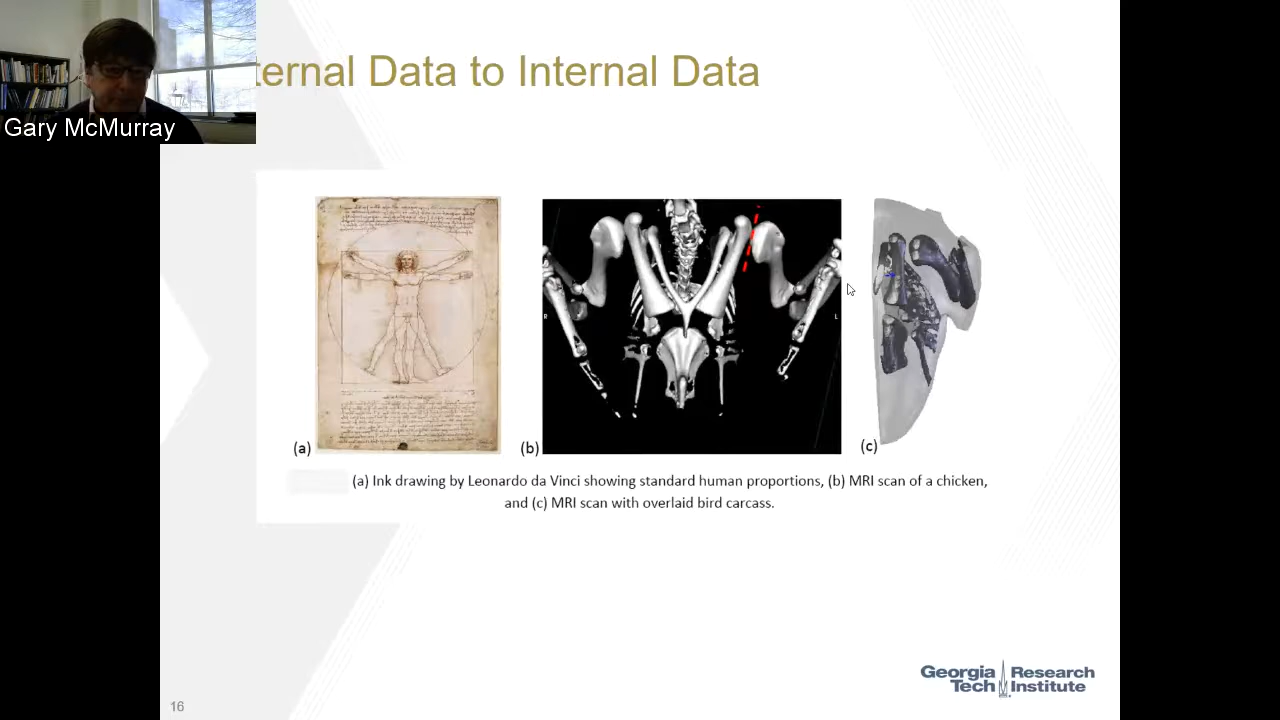 ternal Data to Internal Data
Gary McMurray
R
L
(a)
(b)
(c)
(a) Ink drawing by Leonardo da Vinci showing standard human proportions, (b) MRI scan of a chicken,
and (c) MRI scan with overlaid bird carcass.
Georgia Tech
Research Institute
16